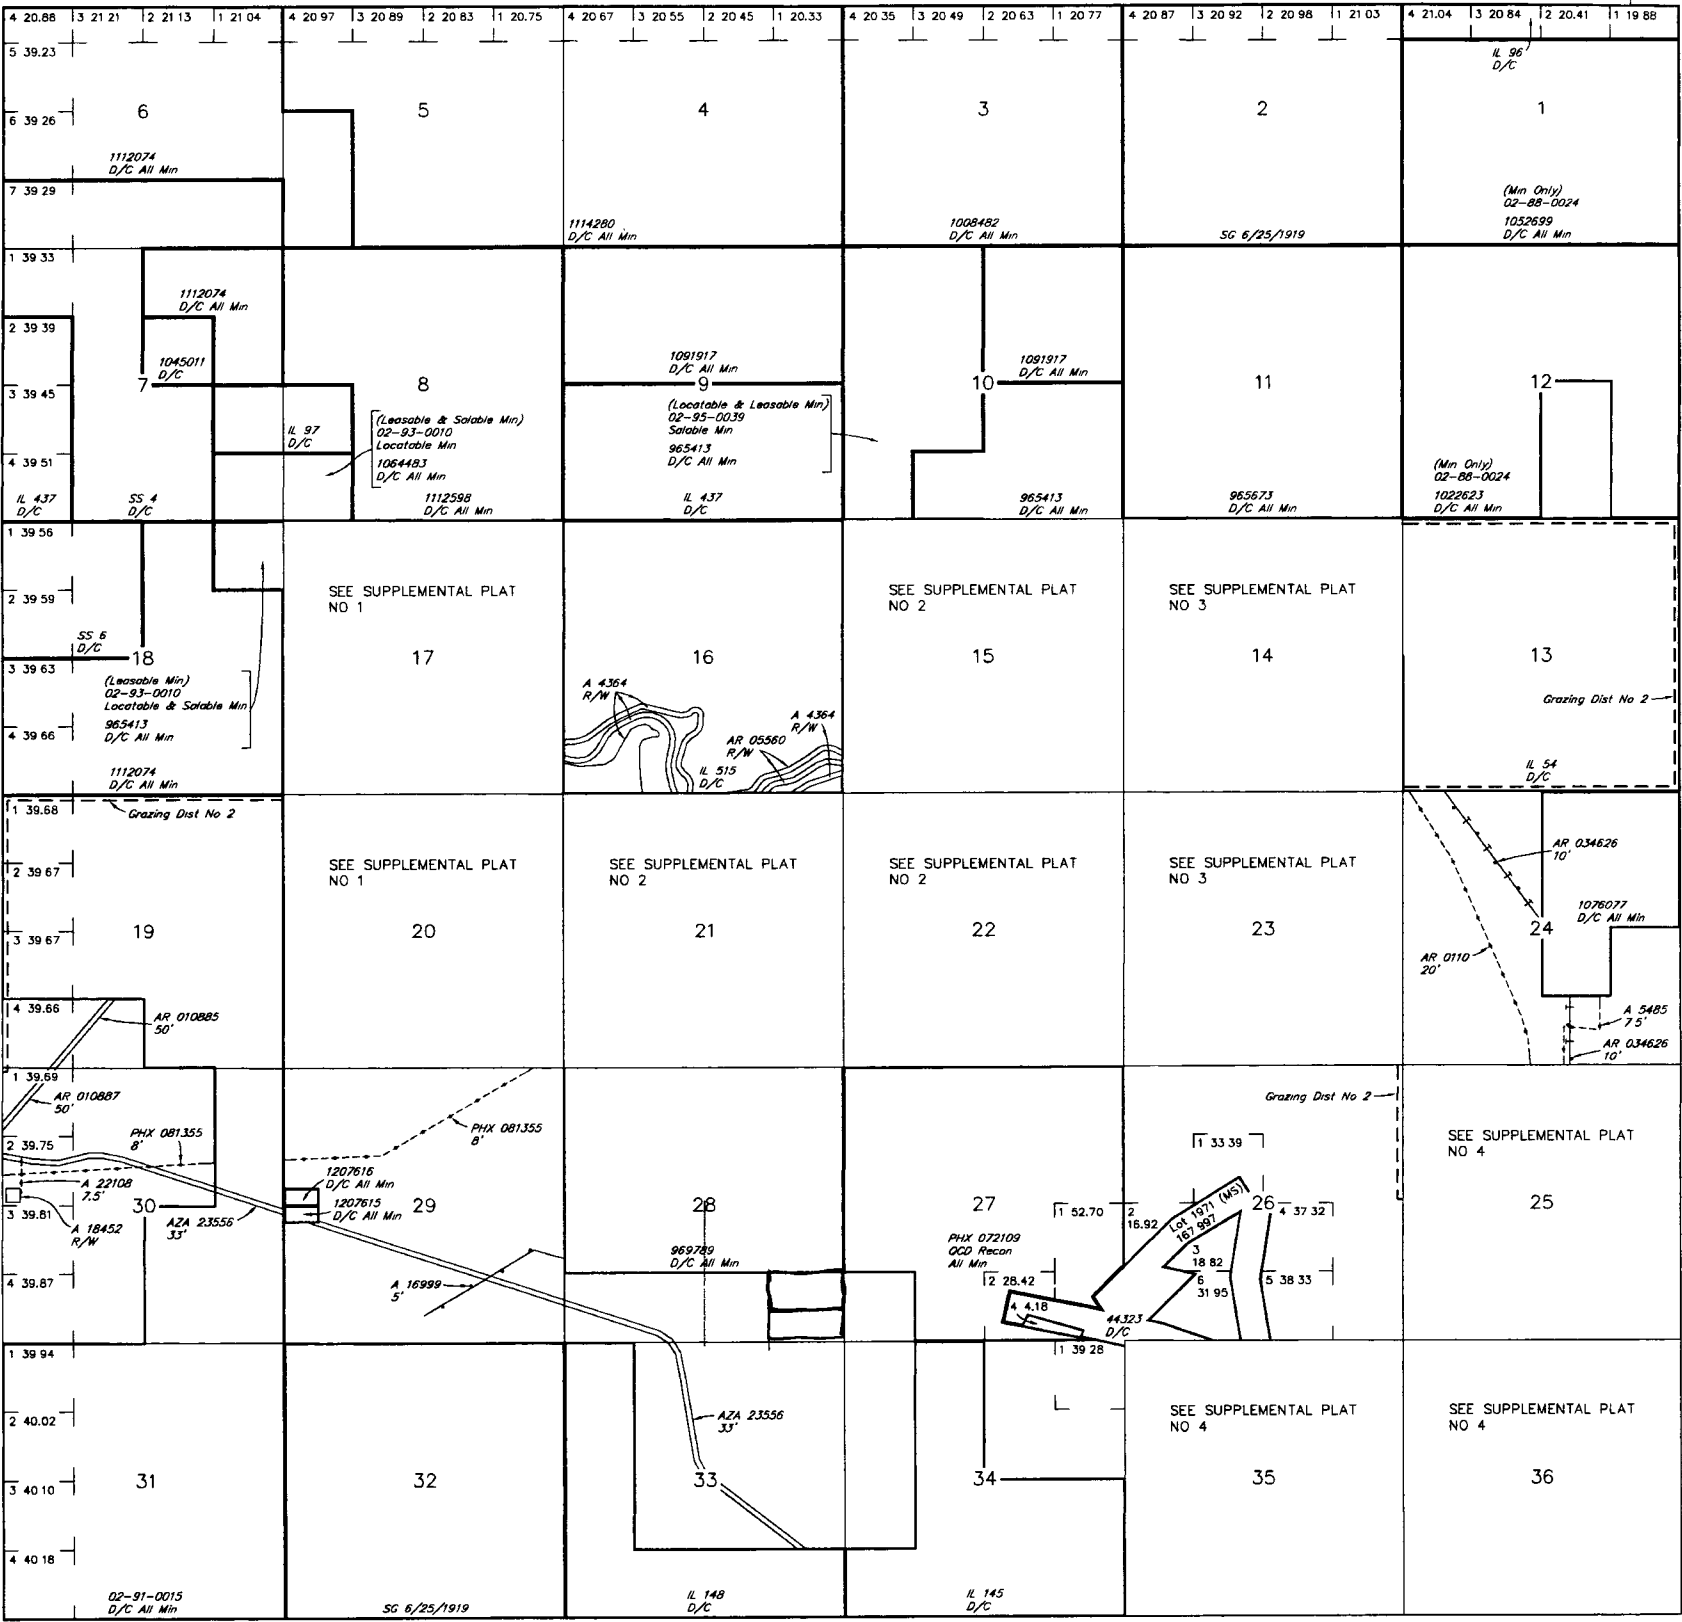 4 20.88 3 21 21 2 21 13 1 21 04 4 20 97 3 20 89 2 20 83 1 20.75 4 20.67 3 20.55 2 20.45 1 20.33 4 20.35 3 20 49 2 20 63 1 20 77 4 20 87 3 20 92 2 20 98 1 21 03 4 21.04 3 20 84 2 20.41 1 19 88
5 39.23
6 39 26
7 39 29
6
1112074
D/C All Min
5
4
1114280
D/C All Min
3
1008482
D/C All Min
2
SG 6/25/1919
IL 96
D/C
1
(Min Only)
02-88-0024
1052699
D/C All Min
1 39 33
2 39 39
3 39 45
4 39 51
IL 437
D/C
1112074
D/C All Min
1045011
D/C
7
SS 4
D/C
8
IL 97
D/C
(Leasable & Salable Min)
02-93-0010
Locatable Min
1064483
D/C All Min
1112598
D/C All Min
1091917
D/C All Min
9
(Locatable & Leasable Min)
02-95-0039
Salable Min
965413
D/C All Min
IL 437
D/C
1091917
D/C All Min
10
965413
D/C All Min
11
965673
D/C All Min
12
(Min Only)
02-88-0024
1022623
D/C All Min
1 39 56
2 39 59
3 39 63
4 39 66
SS 6
D/C
18
(Leasable Min)
02-93-0010
Locatable & Salable Min
965413
D/C All Min
1112074
D/C All Min
SEE SUPPLEMENTAL PLAT
NO 1
17
16
A 4364
R/W
A 4364
R/W
AR 05560
R/W
IL 515
D/C
SEE SUPPLEMENTAL PLAT
NO 2
15
SEE SUPPLEMENTAL PLAT
NO 3
14
13
Grazing Dist No 2
IL 54
D/C
1 39.68
2 39 67
3 39 67
4 39.66
Grazing Dist No 2
19
AR 010885
50'
SEE SUPPLEMENTAL PLAT
NO 1
20
SEE SUPPLEMENTAL PLAT
NO 2
21
SEE SUPPLEMENTAL PLAT
NO 2
22
SEE SUPPLEMENTAL PLAT
NO 3
23
AR 034626
10'
1076077
D/C All Min
24
AR 0110
20'
A 5485
7 5'
AR 034626
10'
1 39.69
2 39.75
3 39.81
4 39.87
AR 010887
50'
PHX 081355
8'
A 22108
7.5'
30
A 18452
R/W
AZA 23556
33'
PHX 081355
8'
1207616
D/C All Min
1207615
D/C All Min
29
A 16999
5'
28
969789
D/C All Min
27
PHX 072109
QCD Recon
All Min
1 52.70
2 28.42
4 4.18
44323
D/C
Grazing Dist No 2
1 33 39
2
16.92
Lot 1971 (MS)
167 997
26
4 37 32
3
18 82
6
31 95
5 38 33
SEE SUPPLEMENTAL PLAT
NO 4
25
1 39 94
2 40.02
3 40 10
4 40 18
31
02-91-0015
D/C All Min
32
SG 6/25/1919
AZA 23556
33'
33
IL 148
D/C
1 39 28
34
IL 145
D/C
SEE SUPPLEMENTAL PLAT
NO 4
35
SEE SUPPLEMENTAL PLAT
NO 4
36